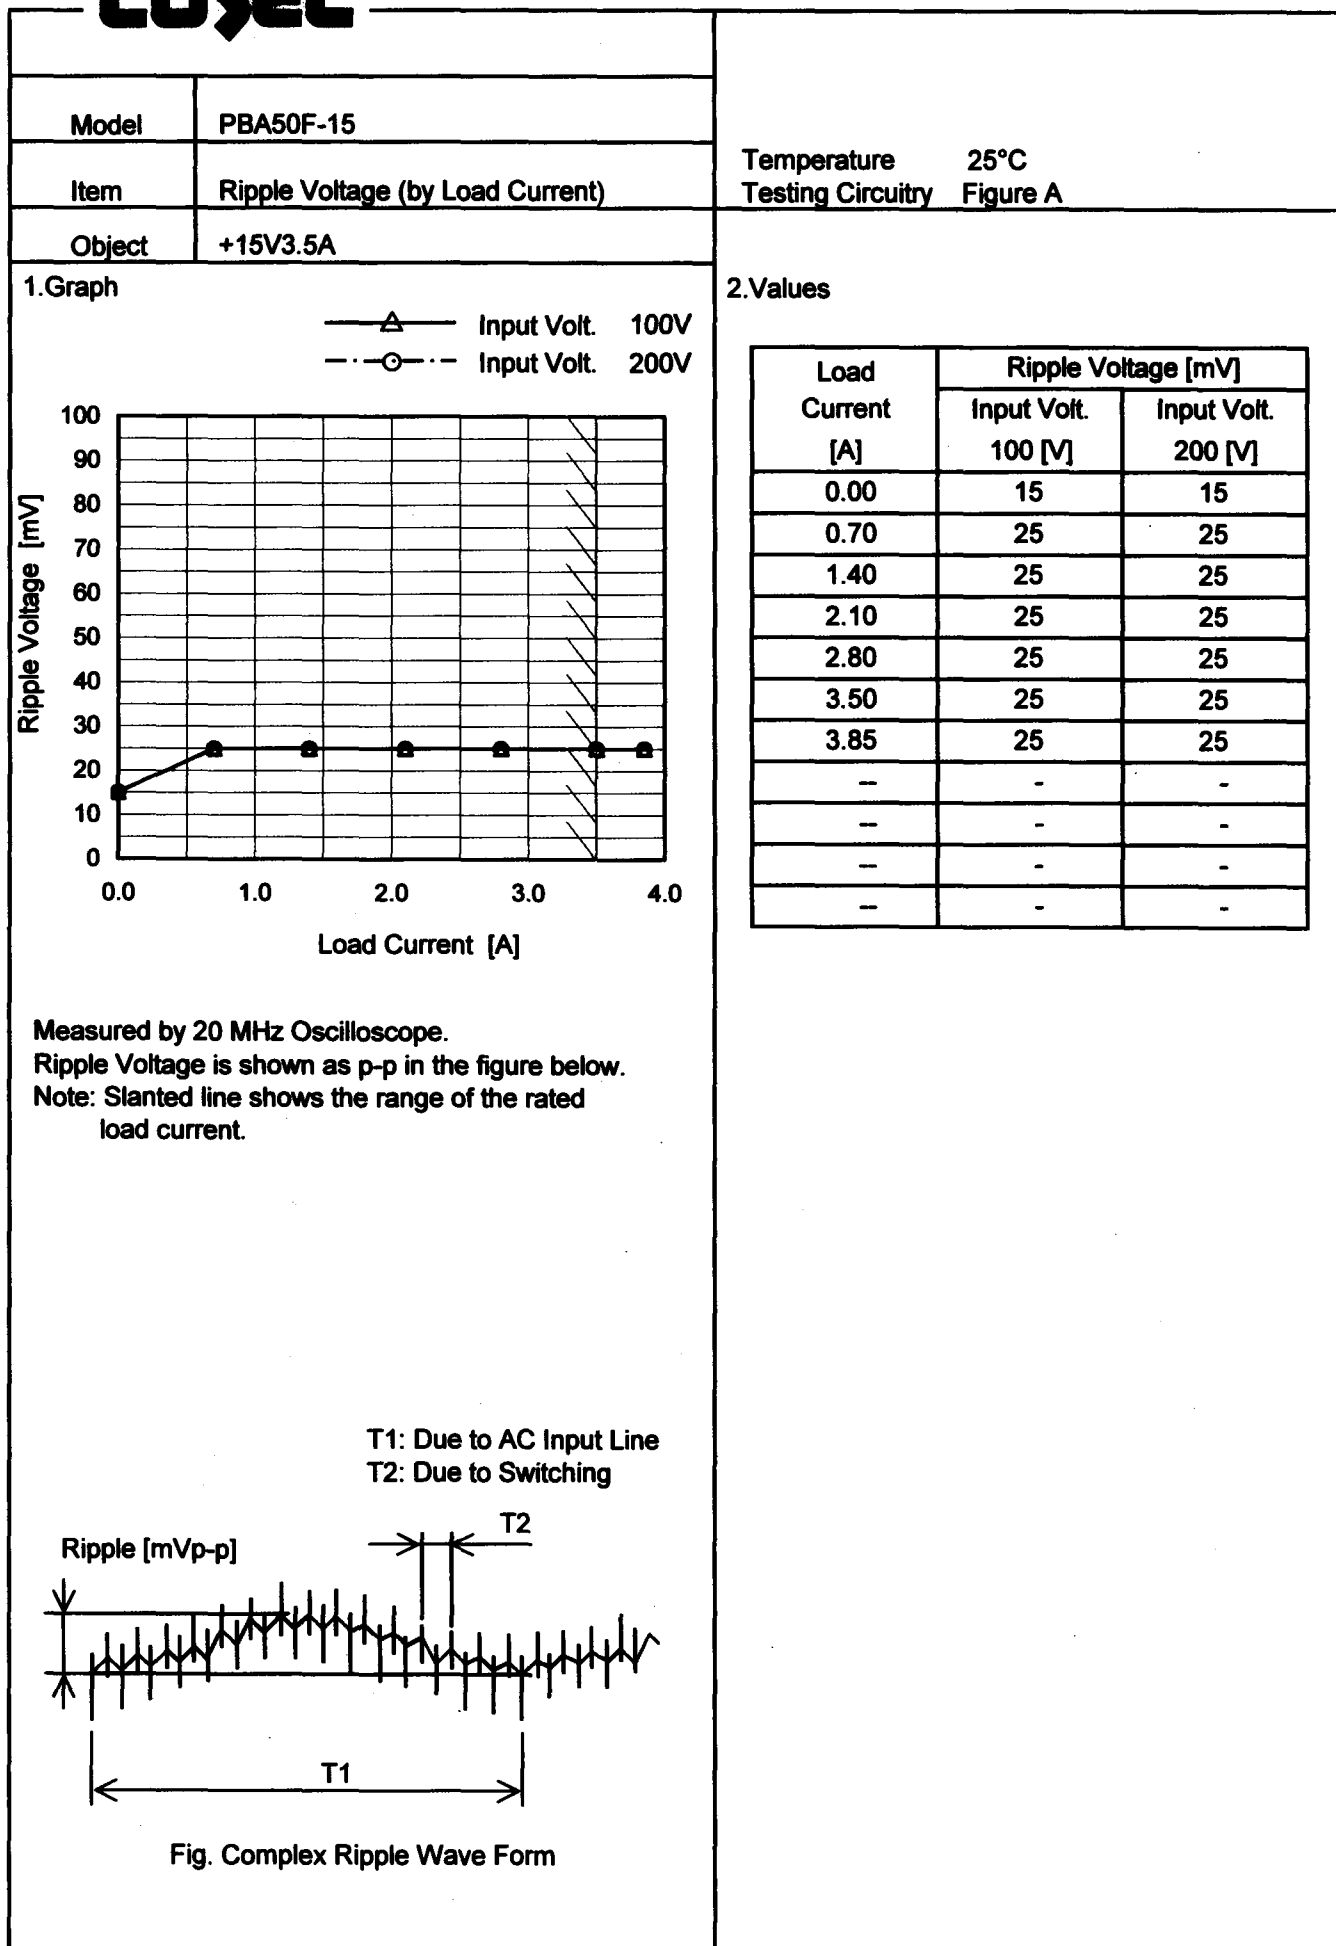 COSEL
Model PBA50F-15
Item Ripple Voltage (by Load Current)
Object +15V3.5A
Temperature 25°C
Testing Circuitry Figure A
1.Graph
Input Volt. 100V
Input Volt. 200V
100
90
80
70
60
50
40
30
20
10
0
Ripple Voltage [mV]
0.0 1.0 2.0 3.0 4.0
Load Current [A]
Measured by 20 MHz Oscilloscope.
Ripple Voltage is shown as p-p in the figure below.
Note: Slanted line shows the range of the rated
load current.
T1: Due to AC Input Line
T2: Due to Switching
T2
Ripple [mVp-p]
T1
Fig. Complex Ripple Wave Form
2.Values
Load Ripple Voltage [mV]
Current Input Volt. Input Volt.
[A] 100 [V] 200 [V]
0.00 15 15
0.70 25 25
1.40 25 25
2.10 25 25
2.80 25 25
3.50 25 25
3.85 25 25
-- - -
-- - -
-- - -
-- - -